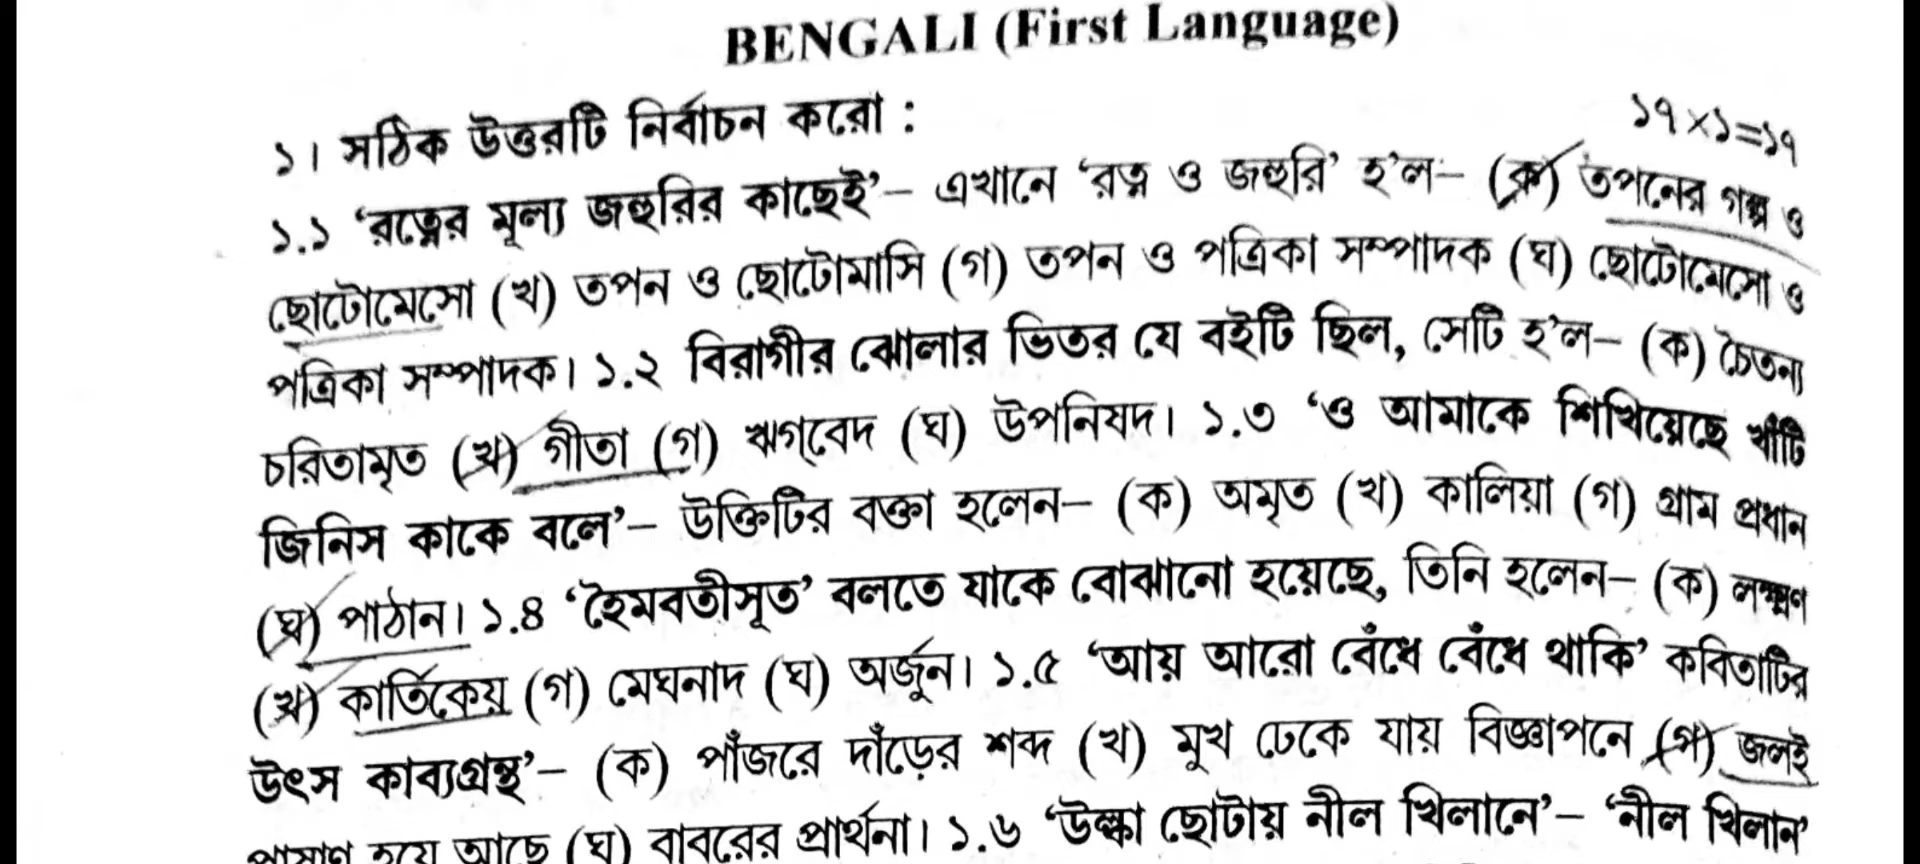 BENGALI (First Language)
১৭×১=১৭
১। সঠিক উত্তরটি নির্বাচন করো :
১.১ ‘রত্নের মূল্য জহুরির কাছেই’– এখানে ‘রত্ন ও জহুরি’ হ’ল– (ক) তপনের গল্প ও
ছোটোমেসো (খ) তপন ও ছোটোমাসি (গ) তপন ও পত্রিকা সম্পাদক (ঘ) ছোটোমেসো ও
পত্রিকা সম্পাদক। ১.২ বিরাগীর ঝোলার ভিতর যে বইটি ছিল, সেটি হ’ল– (ক) চৈতন্য
চরিতামৃত (খ) গীতা (গ) ঋগ্‌বেদ (ঘ) উপনিষদ। ১.৩ ‘ও আমাকে শিখিয়েছে খাঁটি
জিনিস কাকে বলে’– উক্তিটির বক্তা হলেন– (ক) অমৃত (খ) কালিয়া (গ) গ্রাম প্রধান
(ঘ) পাঠান। ১.৪ ‘হৈমবতীসূত’ বলতে যাকে বোঝানো হয়েছে, তিনি হলেন– (ক) লক্ষ্মণ
(খ) কার্তিকেয় (গ) মেঘনাদ (ঘ) অর্জুন। ১.৫ ‘আয় আরো বেঁধে বেঁধে থাকি’ কবিতাটির
উৎস কাব্যগ্রন্থ’– (ক) পাঁজরে দাঁড়ের শব্দ (খ) মুখ ঢেকে যায় বিজ্ঞাপনে (গ) জলই
পাষাণ হয়ে আছে (ঘ) বাবরের প্রার্থনা। ১.৬ ‘উল্কা ছোটায় নীল খিলানে’– ‘নীল খিলান’